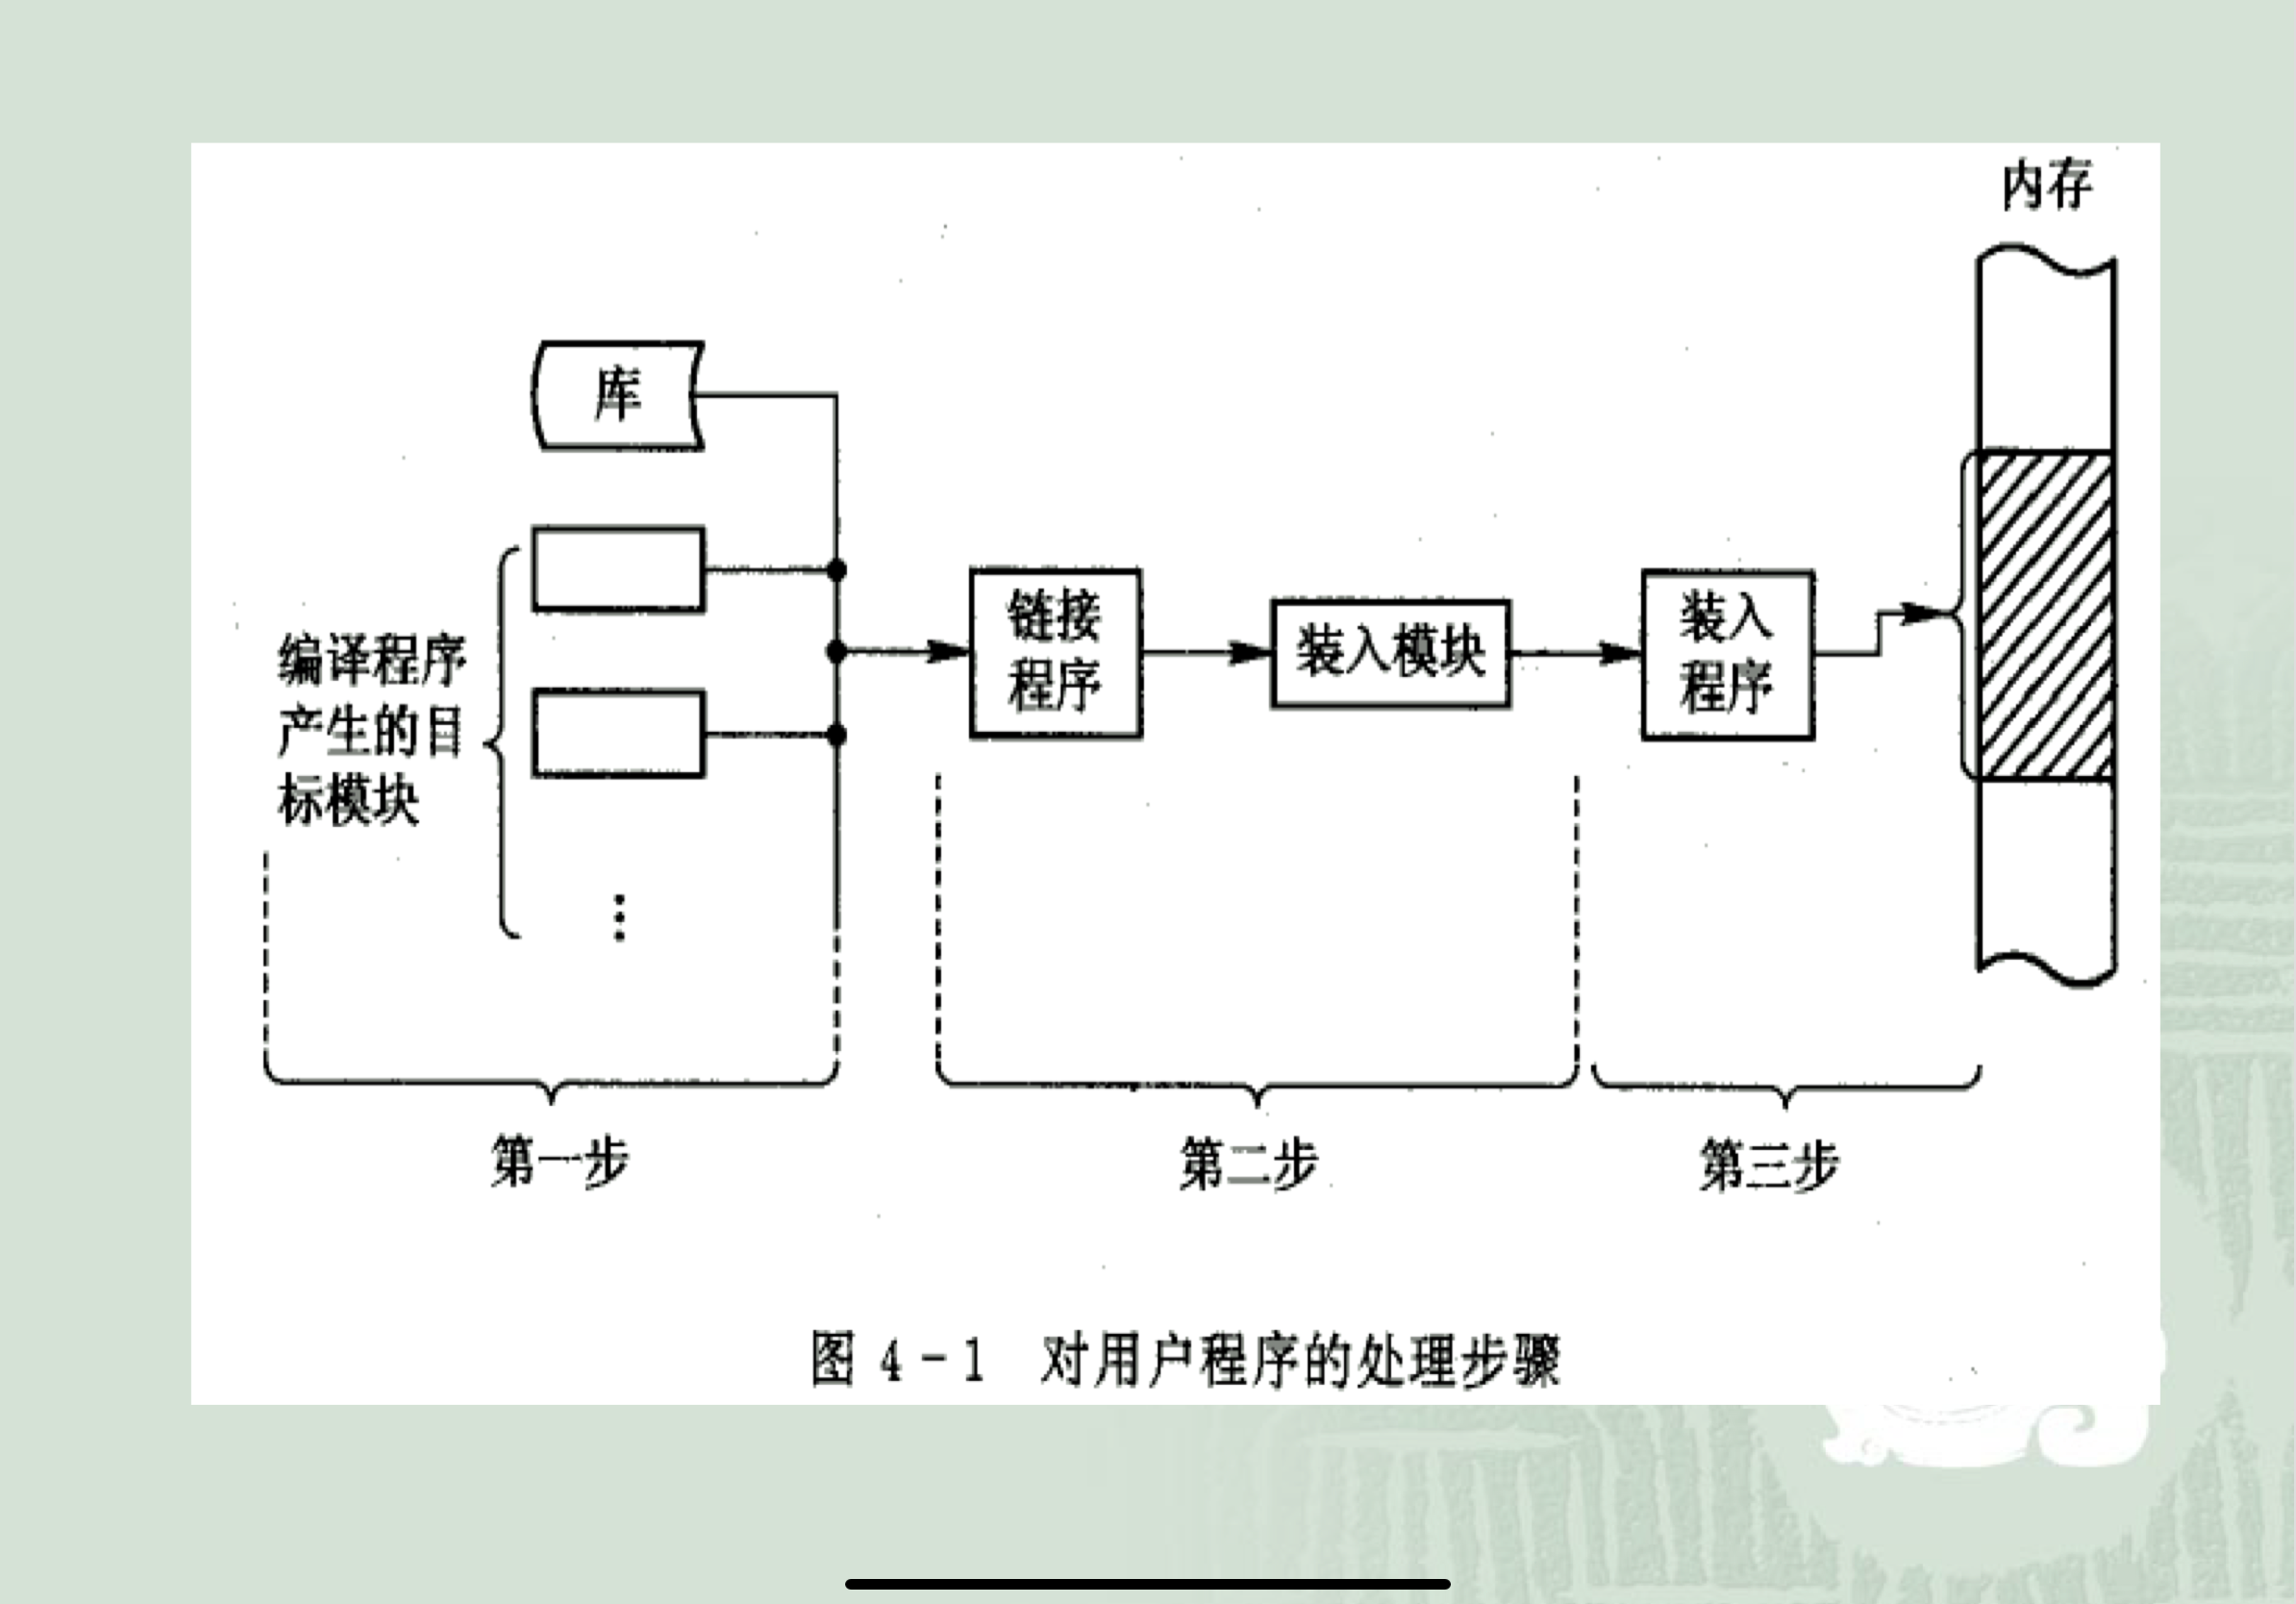 内存
库
编译程序
产生的目
标模块
链接
程序
装入模块
装入
程序
第一步
第二步
第三步
图 4-1 对用户程序的处理步骤